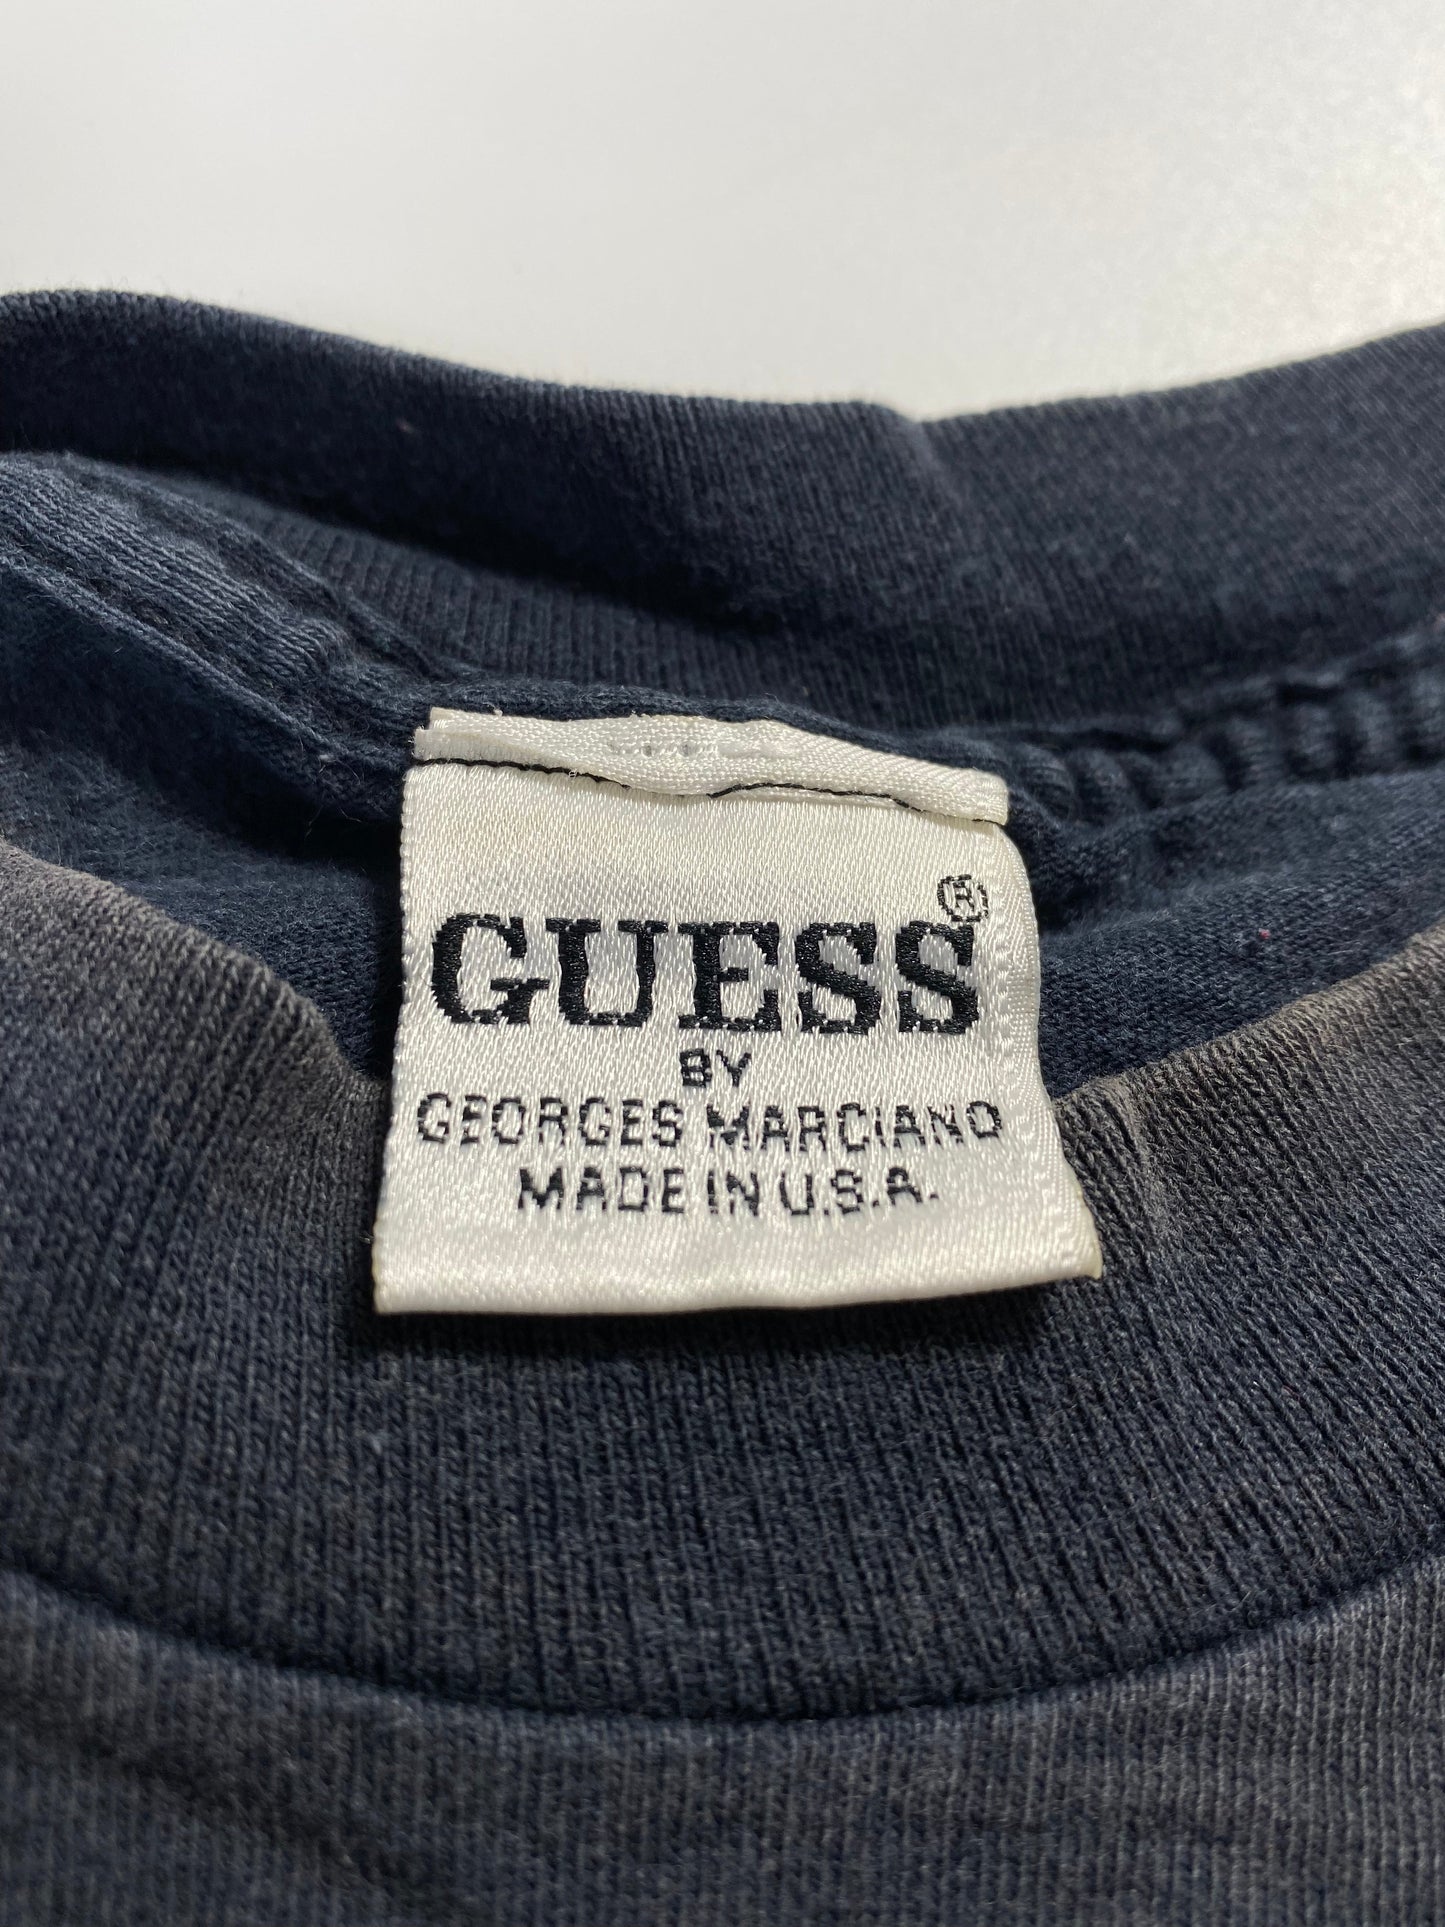 GUESS®
BY
GEORGES MARCIANO
MADE IN U.S.A.